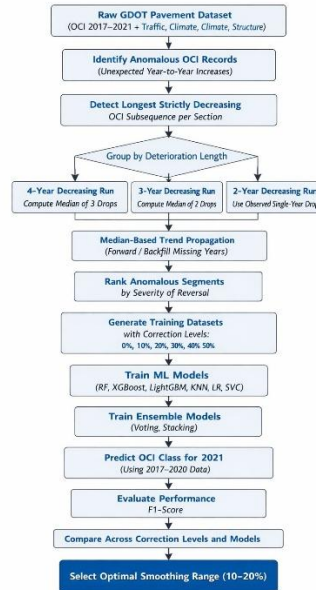 Raw GDOT Pavement Dataset
(OCI 2017–2021 + Traffic, Climate, Climate, Structure)
Identify Anomalous OCI Records
(Unexpected Year-to-Year Increases)
Detect Longest Strictly Decreasing
OCI Subsequence per Section
Group by Deterioration Length
4-Year Decreasing Run
Compute Median of 3 Drops
3-Year Decreasing Run
Compute Median of 2 Drops
2-Year Decreasing Run
Use Observed Single-Year Drop
Median-Based Trend Propagation
(Forward / Backfill Missing Years)
Rank Anomalous Segments
by Severity of Reversal
Generate Training Datasets
with Correction Levels:
0%, 10%, 20%, 30%, 40% 50%
Train ML Models
(RF, XGBoost, LightGBM, KNN, LR, SVC)
Train Ensemble Models
(Voting, Stacking)
Predict OCI Class for 2021
(Using 2017–2020 Data)
Evaluate Performance
F1-Score
Compare Across Correction Levels and Models
Select Optimal Smoothing Range (10–20%)